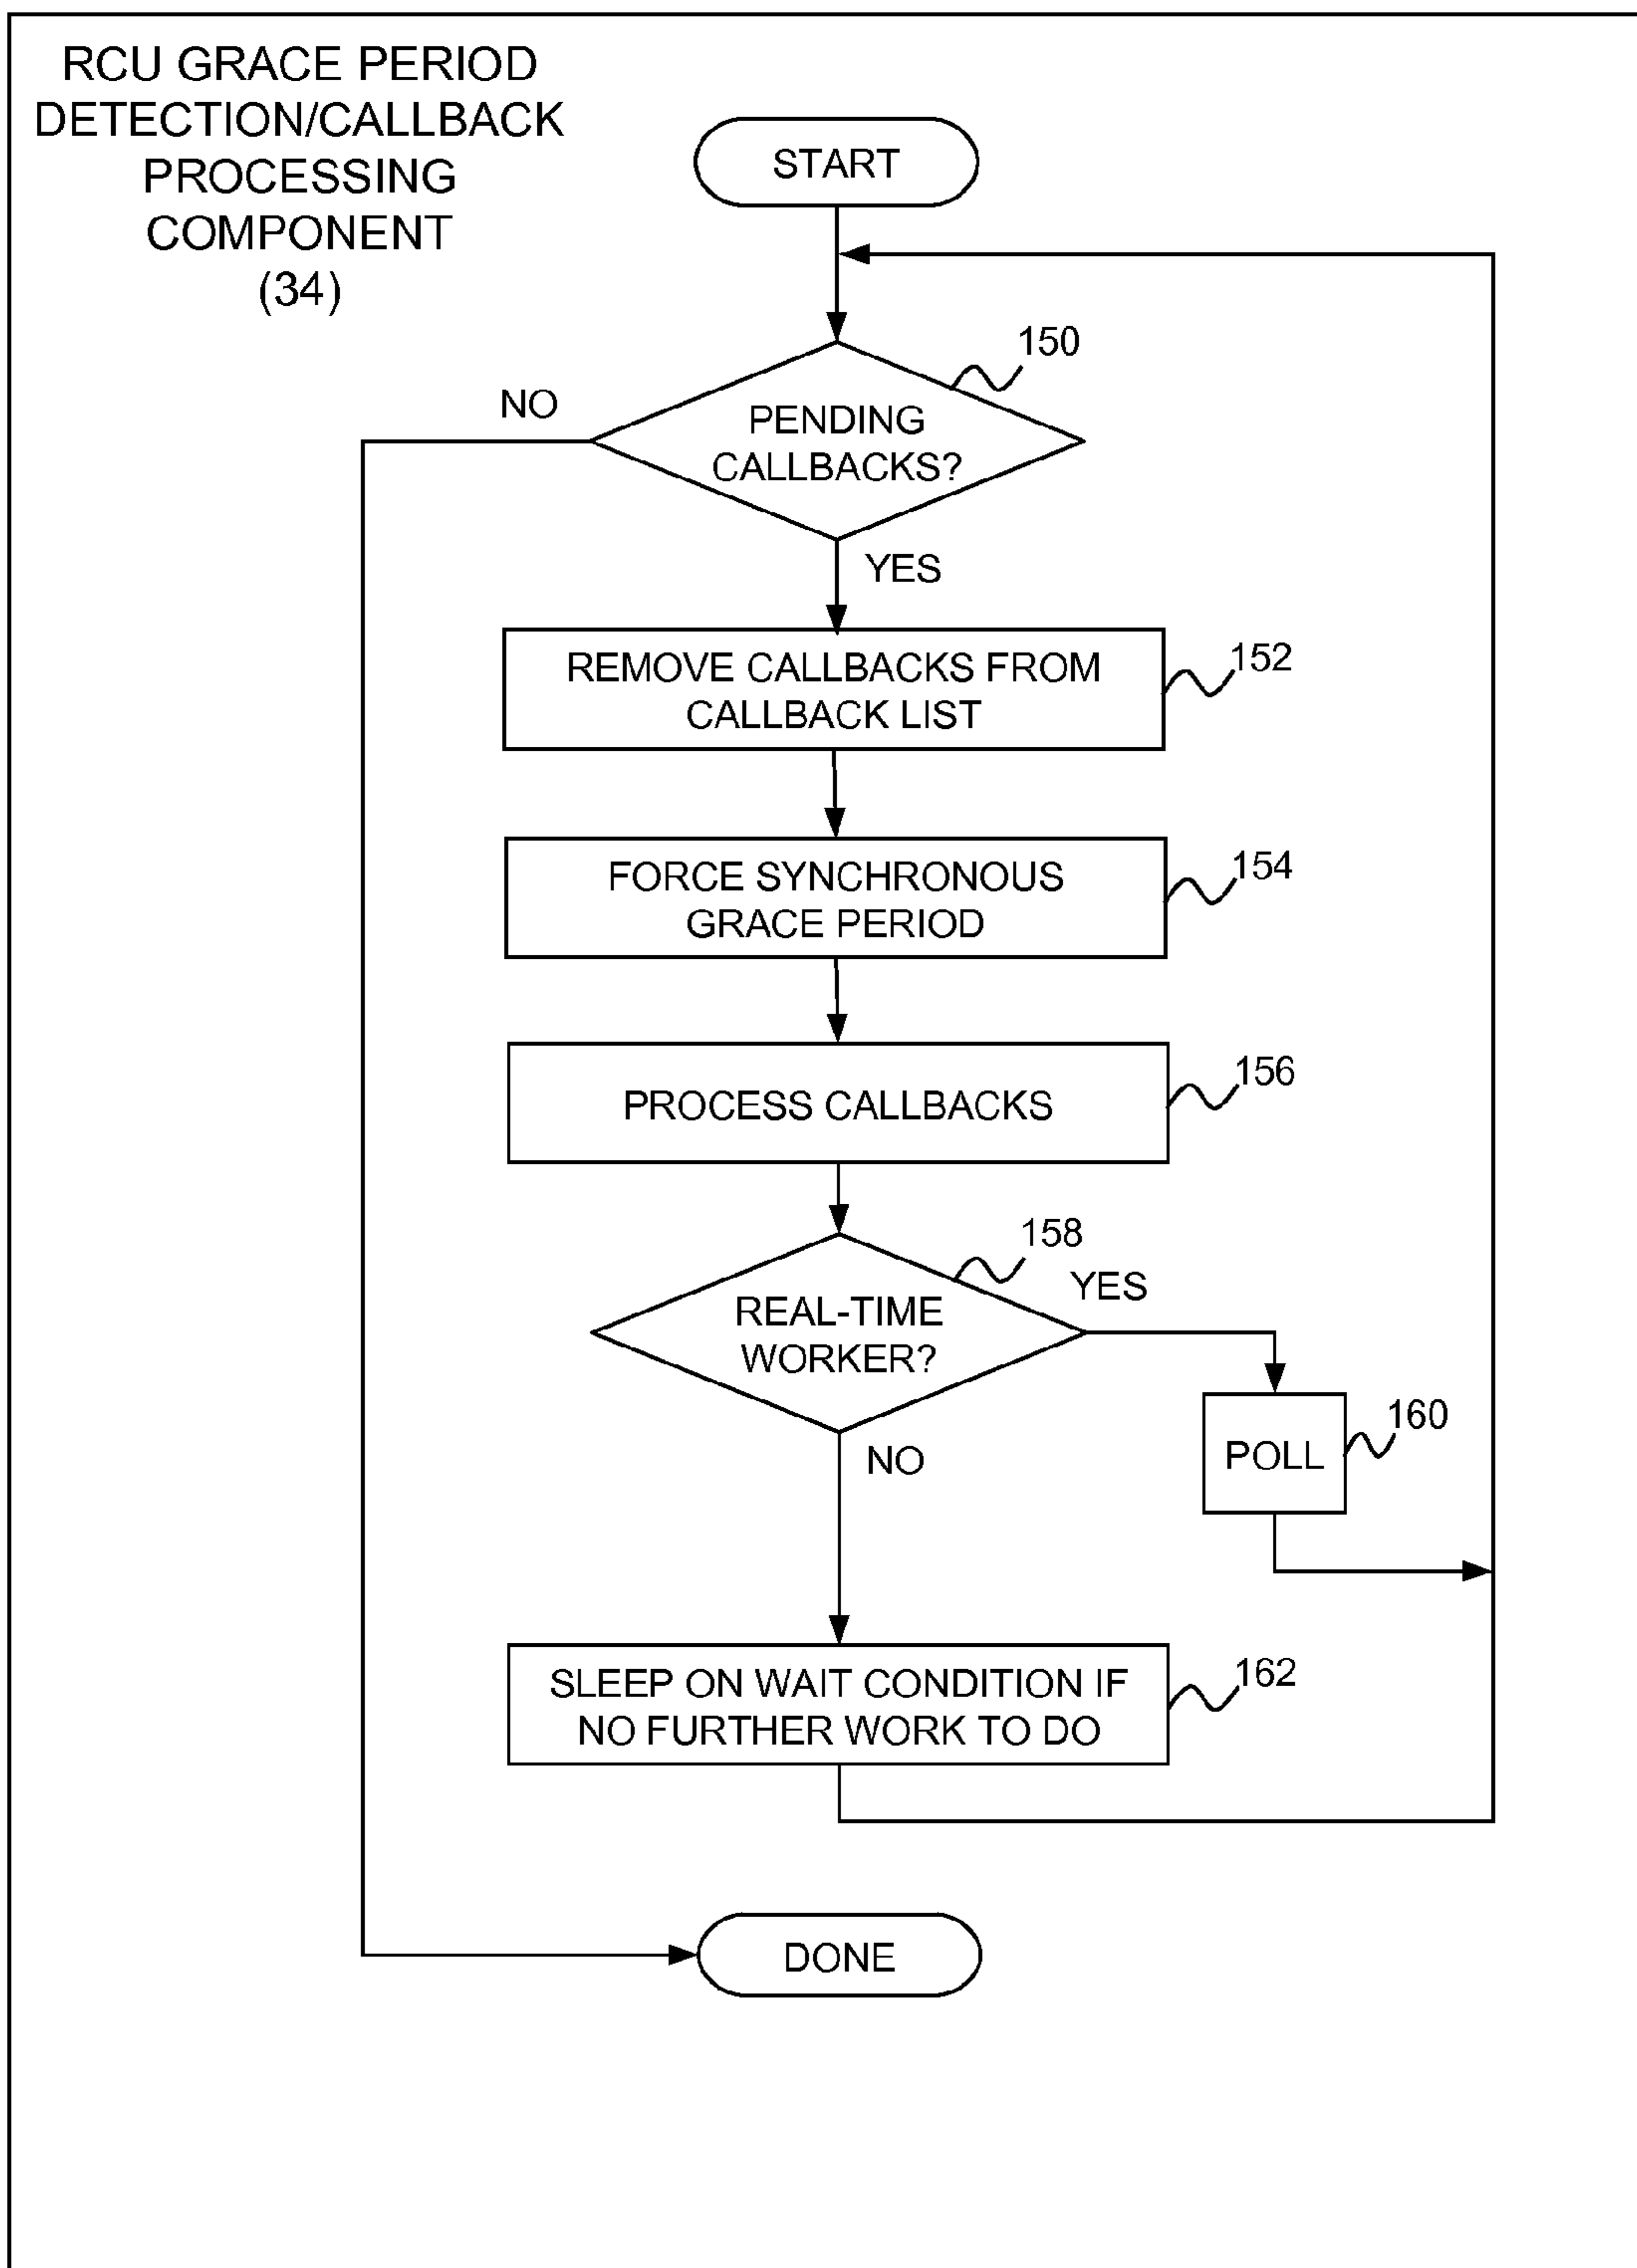 RCU GRACE PERIOD
DETECTION/CALLBACK
PROCESSING
COMPONENT
(34)
START
150
NO
PENDING
CALLBACKS?
YES
REMOVE CALLBACKS FROM
CALLBACK LIST
152
FORCE SYNCHRONOUS
GRACE PERIOD
154
PROCESS CALLBACKS
156
158
YES
REAL-TIME
WORKER?
160
POLL
NO
SLEEP ON WAIT CONDITION IF
NO FURTHER WORK TO DO
162
DONE